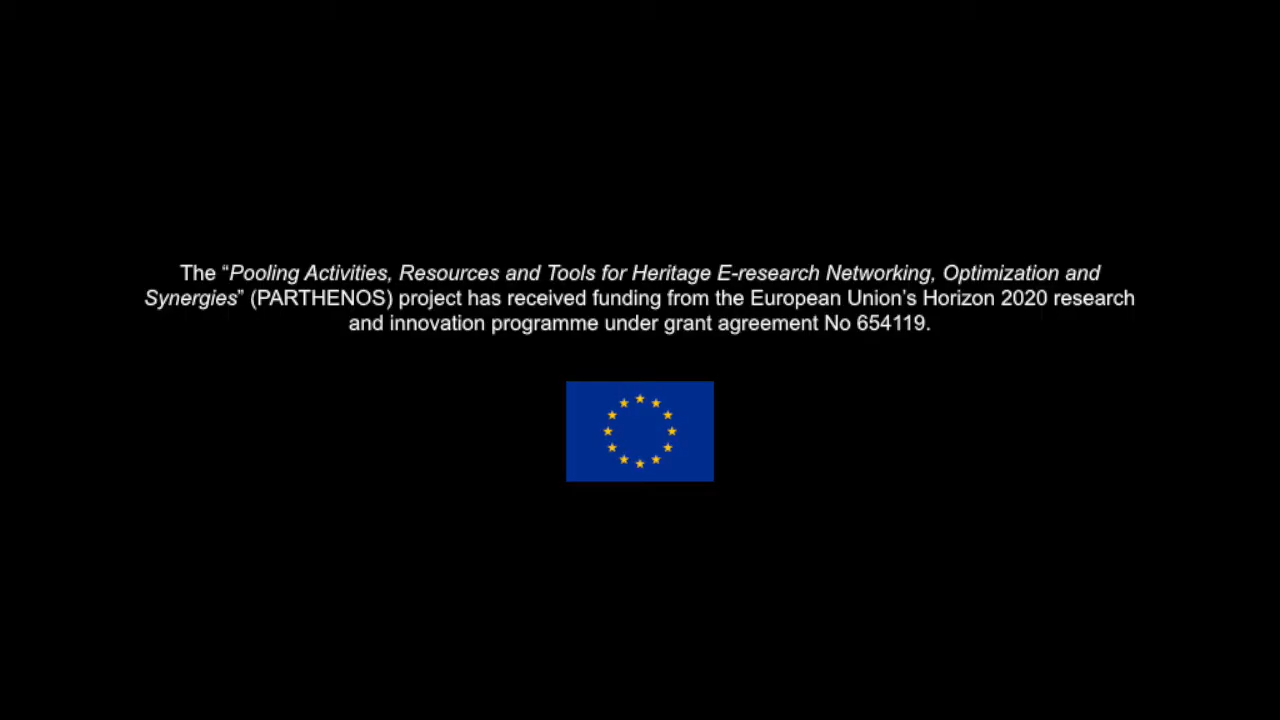 The “Pooling Activities, Resources and Tools for Heritage E-research Networking, Optimization and
Synergies” (PARTHENOS) project has received funding from the European Union’s Horizon 2020 research
and innovation programme under grant agreement No 654119.